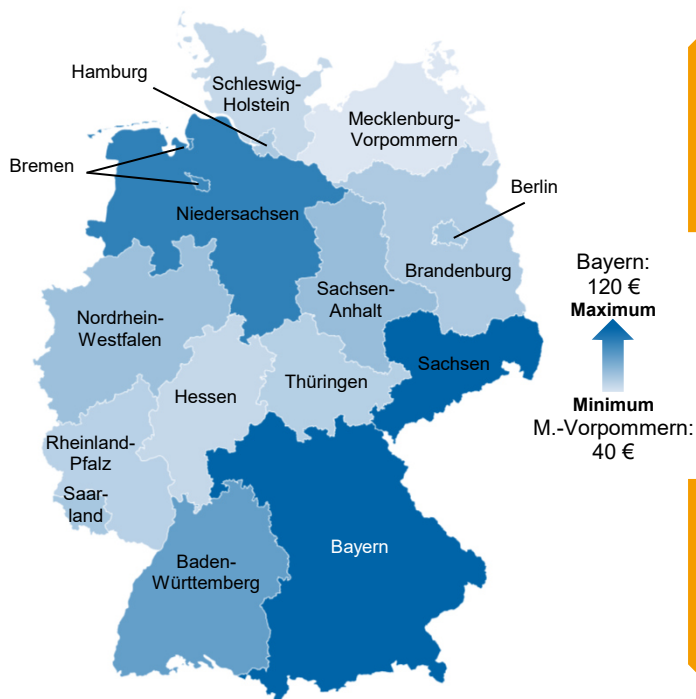 Hamburg
Schleswig-
Holstein
Mecklenburg-
Vorpommern
Bremen
Berlin
Niedersachsen
Brandenburg
Sachsen-
Anhalt
Nordrhein-
Westfalen
Sachsen
Thüringen
Hessen
Rheinland-
Pfalz
Saar-
land
Bayern
Baden-
Württemberg
Bayern:
120 €
Maximum
Minimum
M.-Vorpommern:
40 €